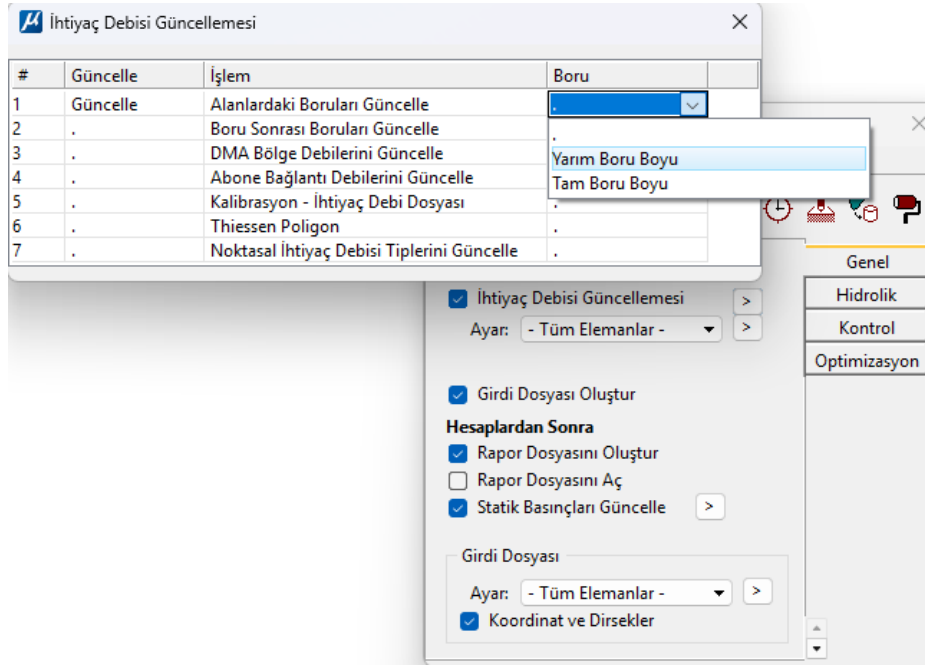 İhtiyaç Debisi Güncellemesi
# Güncelle İşlem Boru
1 Güncelle Alanlardaki Boruları Güncelle .
2 . Boru Sonrası Boruları Güncelle
3 . DMA Bölge Debilerini Güncelle
4 . Abone Bağlantı Debilerini Güncelle
5 . Kalibrasyon - İhtiyaç Debi Dosyası .
6 . Thiessen Poligon .
7 . Noktasal İhtiyaç Debisi Tiplerini Güncelle .
.
Yarım Boru Boyu
Tam Boru Boyu
Genel
Hidrolik
Kontrol
Optimizasyon
İhtiyaç Debisi Güncellemesi >
Ayar: - Tüm Elemanlar - >
Girdi Dosyası Oluştur
Hesaplardan Sonra
Rapor Dosyasını Oluştur
Rapor Dosyasını Aç
Statik Basınçları Güncelle >
Girdi Dosyası
Ayar: - Tüm Elemanlar - >
Koordinat ve Dirsekler